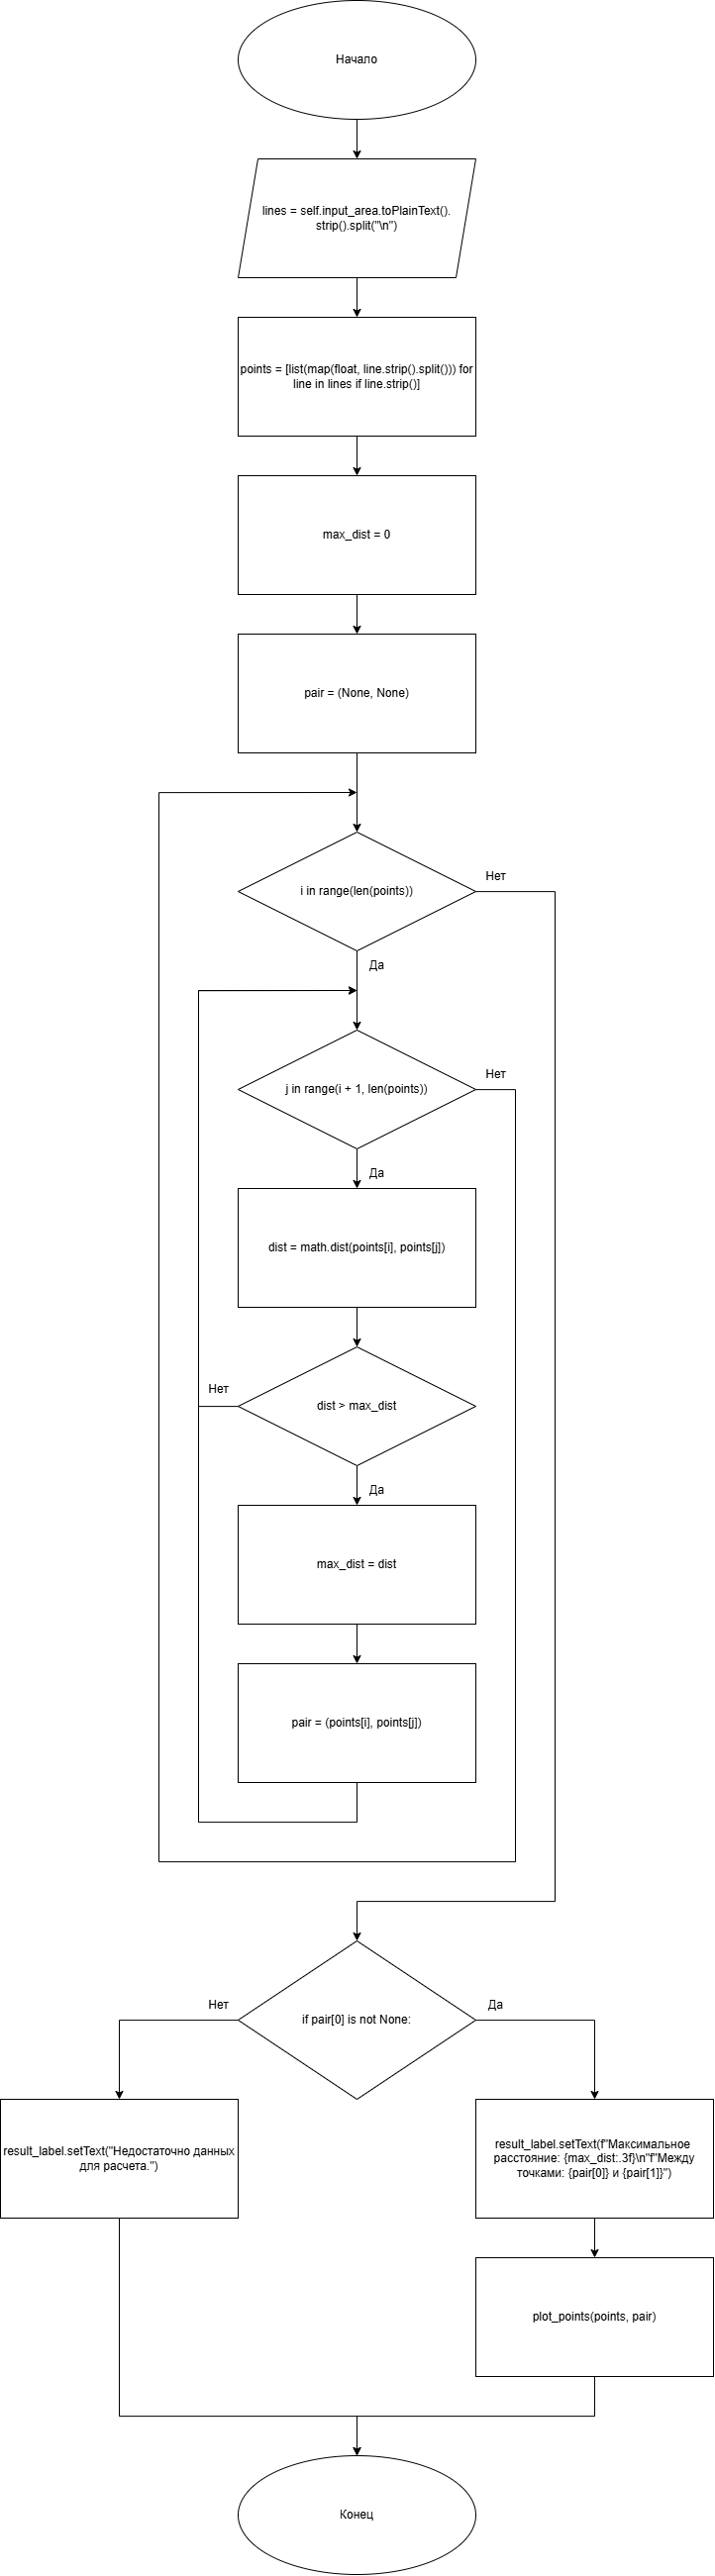 Начало
lines = self.input_area.toPlainText().
strip().split("\n")
points = [list(map(float, line.strip().split())) for
line in lines if line.strip()]
max_dist = 0
pair = (None, None)
i in range(len(points))
Нет
Да
j in range(i + 1, len(points))
Нет
Да
dist = math.dist(points[i], points[j])
Нет
dist > max_dist
Да
max_dist = dist
pair = (points[i], points[j])
Нет
if pair[0] is not None:
Да
result_label.setText("Недостаточно данных
для расчета.")
result_label.setText(f"Максимальное
расстояние: {max_dist:.3f}\n"f"Между
точками: {pair[0]} и {pair[1]}")
plot_points(points, pair)
Конец